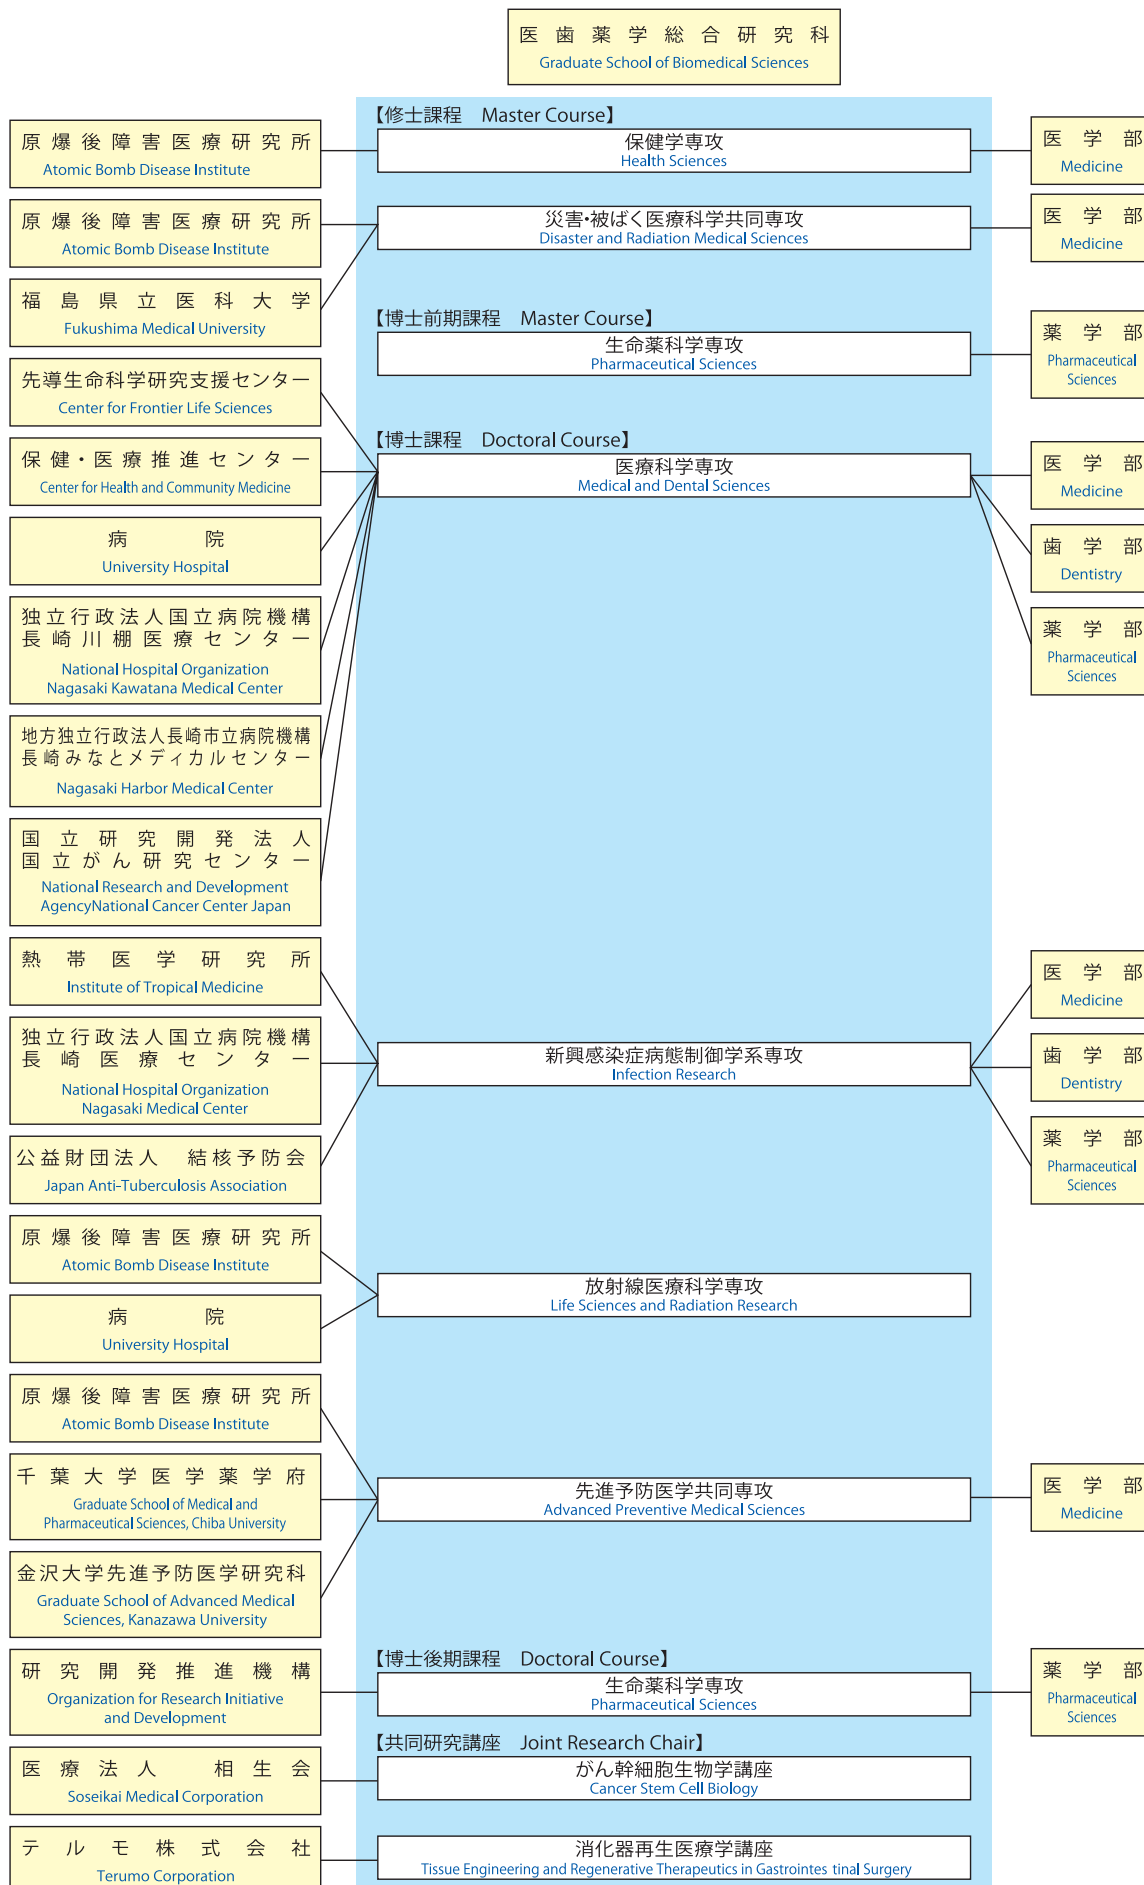 医歯薬学総合研究科
Graduate School of Biomedical Sciences
【修士課程　Master Course】
原爆後障害医療研究所
Atomic Bomb Disease Institute
保健学専攻
Health Sciences
医学部
Medicine
原爆後障害医療研究所
Atomic Bomb Disease Institute
災害・被ばく医療科学共同専攻
Disaster and Radiation Medical Sciences
医学部
Medicine
福島県立医科大学
Fukushima Medical University
【博士前期課程　Master Course】
生命薬科学専攻
Pharmaceutical Sciences
薬学部
Pharmaceutical
Sciences
先導生命科学研究支援センター
Center for Frontier Life Sciences
【博士課程　Doctoral Course】
保健・医療推進センター
Center for Health and Community Medicine
医療科学専攻
Medical and Dental Sciences
医学部
Medicine
病院
University Hospital
歯学部
Dentistry
独立行政法人国立病院機構
長崎川棚医療センター
National Hospital Organization
Nagasaki Kawatana Medical Center
薬学部
Pharmaceutical
Sciences
地方独立行政法人長崎市立病院機構
長崎みなとメディカルセンター
Nagasaki Harbor Medical Center
国立研究開発法人
国立がん研究センター
National Research and Development
AgencyNational Cancer Center Japan
熱帯医学研究所
Institute of Tropical Medicine
医学部
Medicine
独立行政法人国立病院機構
長崎医療センター
National Hospital Organization
Nagasaki Medical Center
新興感染症病態制御学系専攻
Infection Research
歯学部
Dentistry
公益財団法人　結核予防会
Japan Anti-Tuberculosis Association
薬学部
Pharmaceutical
Sciences
原爆後障害医療研究所
Atomic Bomb Disease Institute
放射線医療科学専攻
Life Sciences and Radiation Research
病院
University Hospital
原爆後障害医療研究所
Atomic Bomb Disease Institute
千葉大学医学薬学府
Graduate School of Medical and
Pharmaceutical Sciences, Chiba University
先進予防医学共同専攻
Advanced Preventive Medical Sciences
医学部
Medicine
金沢大学先進予防医学研究科
Graduate School of Advanced Medical
Sciences, Kanazawa University
【博士後期課程　Doctoral Course】
研究開発推進機構
Organization for Research Initiative
and Development
生命薬科学専攻
Pharmaceutical Sciences
薬学部
Pharmaceutical
Sciences
【共同研究講座　Joint Research Chair】
医療法人　相生会
Soseikai Medical Corporation
がん幹細胞生物学講座
Cancer Stem Cell Biology
テルモ株式会社
Terumo Corporation
消化器再生医療学講座
Tissue Engineering and Regenerative Therapeutics in Gastrointes tinal Surgery